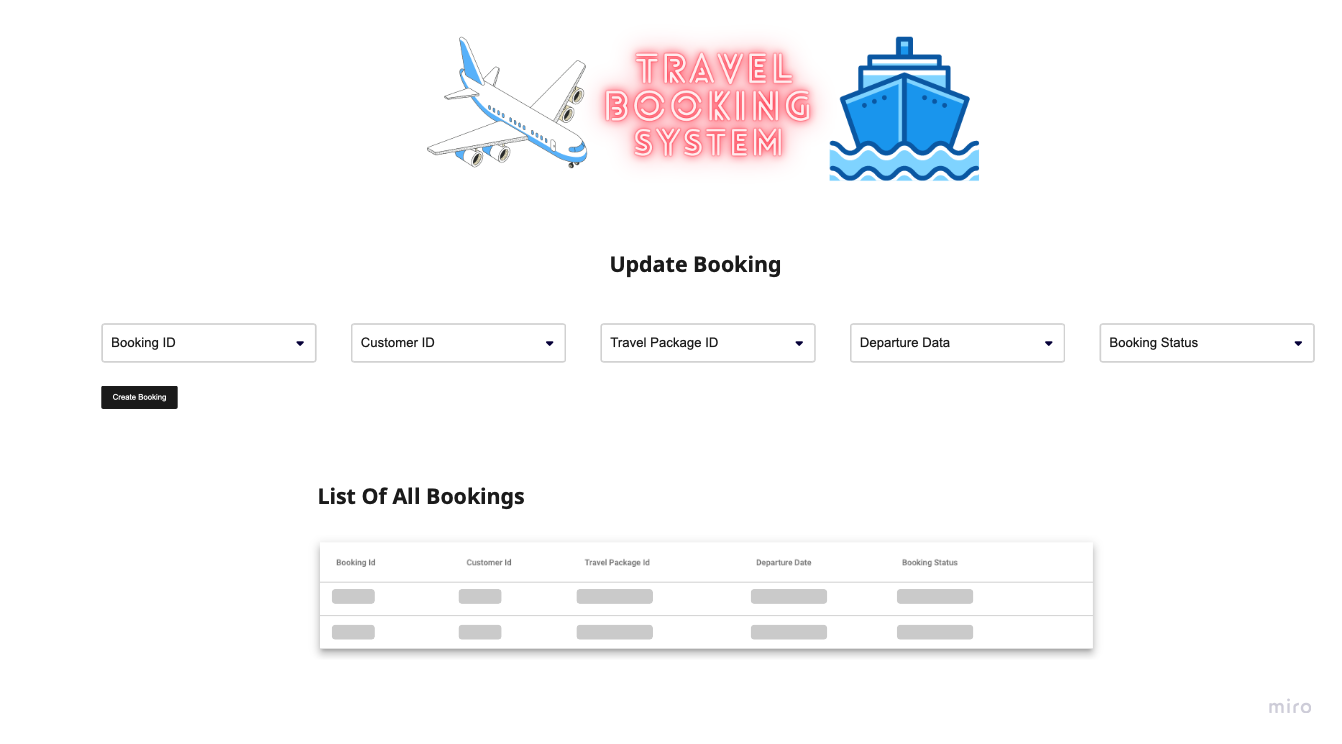 TRAVEL
BOOKING
SYSTEM
Update Booking
Booking ID
Customer ID
Travel Package ID
Departure Data
Booking Status
Create Booking
List Of All Bookings
Booking Id Customer Id Travel Package Id Departure Date Booking Status
miro